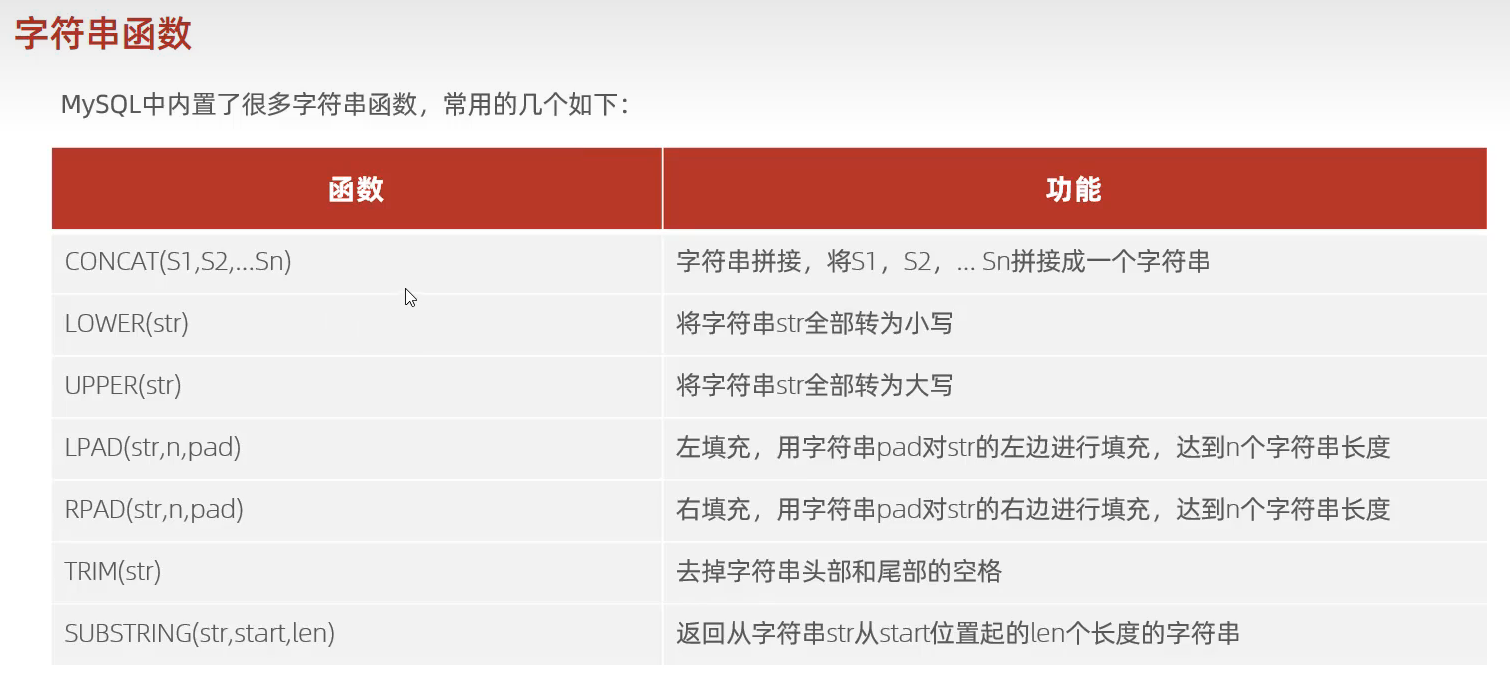 字符串函数
MySQL中内置了很多字符串函数，常用的几个如下：
函数 功能
CONCAT(S1,S2,...Sn) 字符串拼接，将S1，S2，... Sn拼接成一个字符串
LOWER(str) 将字符串str全部转为小写
UPPER(str) 将字符串str全部转为大写
LPAD(str,n,pad) 左填充，用字符串pad对str的左边进行填充，达到n个字符串长度
RPAD(str,n,pad) 右填充，用字符串pad对str的右边进行填充，达到n个字符串长度
TRIM(str) 去掉字符串头部和尾部的空格
SUBSTRING(str,start,len) 返回从字符串str从start位置起的len个长度的字符串